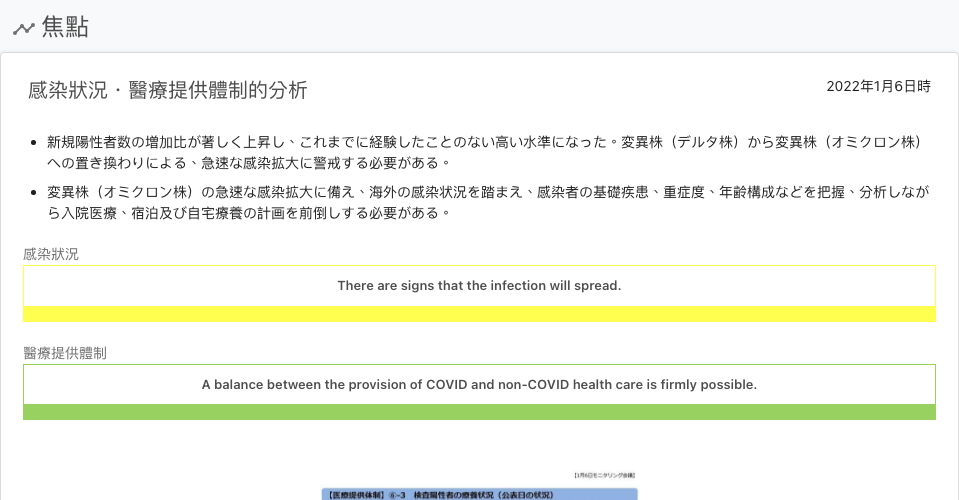 焦點
感染狀況・醫療提供體制的分析
2022年1月6日時
新規陽性者数の増加比が著しく上昇し、これまでに経験したことのない高い水準になった。変異株（デルタ株）から変異株（オミクロン株）
への置き換わりによる、急速な感染拡大に警戒する必要がある。
変異株（オミクロン株）の急速な感染拡大に備え、海外の感染状況を踏まえ、感染者の基礎疾患、重症度、年齢構成などを把握、分析しなが
ら入院医療、宿泊及び自宅療養の計画を前倒しする必要がある。
感染狀況
There are signs that the infection will spread.
醫療提供體制
A balance between the provision of COVID and non-COVID health care is firmly possible.
【1月6日モニタリング会議】
【医療提供体制】⑥-3　検査陽性者の療養状況（公表日の状況）